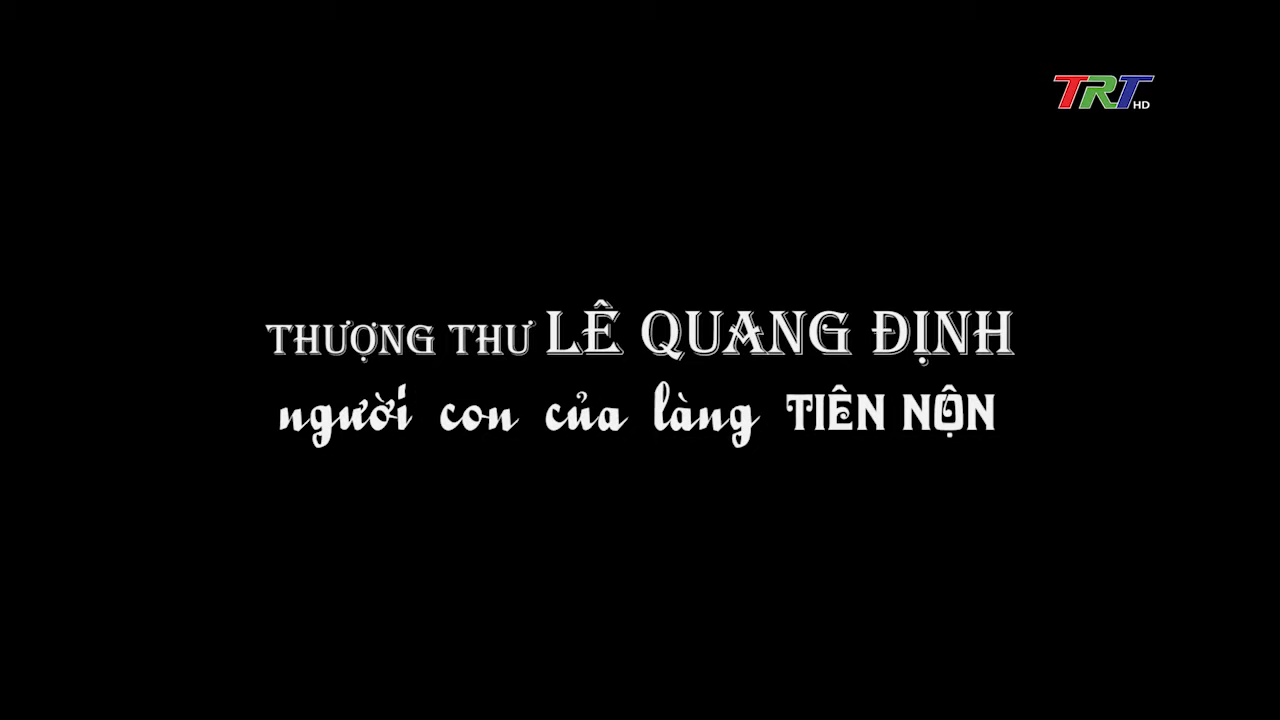 TRT HD
THƯỢNG THƯ LÊ QUANG ĐỊNH
người con của làng TIÊN NỘN